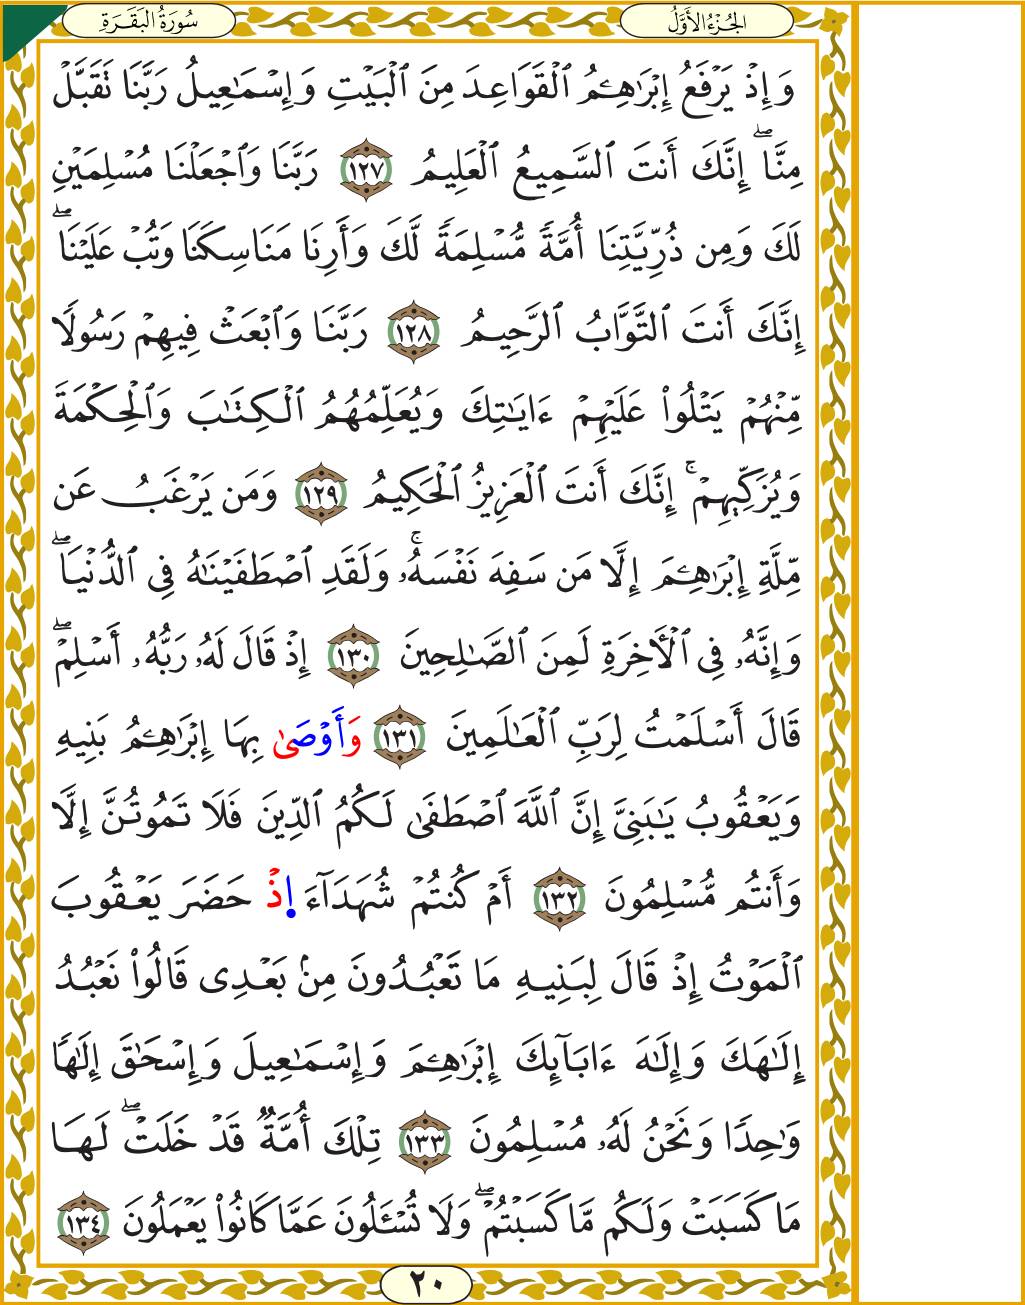 الجُزْءُ الأَوَّلُ
سُورَةُ البَقَرَةِ
وَإِذْ يَرْفَعُ إِبْرَٰهِـۧمُ ٱلْقَوَاعِدَ مِنَ ٱلْبَيْتِ وَإِسْمَٰعِيلُ رَبَّنَا تَقَبَّلْ
مِنَّآ ۖ إِنَّكَ أَنتَ ٱلسَّمِيعُ ٱلْعَلِيمُ ١٢٧ رَبَّنَا وَٱجْعَلْنَا مُسْلِمَيْنِ
لَكَ وَمِن ذُرِّيَّتِنَا أُمَّةً مُّسْلِمَةً لَّكَ وَأَرِنَا مَنَاسِكَنَا وَتُبْ عَلَيْنَآ ۖ
إِنَّكَ أَنتَ ٱلتَّوَّابُ ٱلرَّحِيمُ ١٢٨ رَبَّنَا وَٱبْعَثْ فِيهِمْ رَسُولًا
مِّنْهُمْ يَتْلُوا۟ عَلَيْهِمْ ءَايَٰتِكَ وَيُعَلِّمُهُمُ ٱلْكِتَٰبَ وَٱلْحِكْمَةَ
وَيُزَكِّيهِمْ ۚ إِنَّكَ أَنتَ ٱلْعَزِيزُ ٱلْحَكِيمُ ١٢٩ وَمَن يَرْغَبُ عَن
مِّلَّةِ إِبْرَٰهِـۧمَ إِلَّا مَن سَفِهَ نَفْسَهُۥ ۚ وَلَقَدِ ٱصْطَفَيْنَٰهُ فِى ٱلدُّنْيَا ۖ
وَإِنَّهُۥ فِى ٱلْأَخِرَةِ لَمِنَ ٱلصَّٰلِحِينَ ١٣٠ إِذْ قَالَ لَهُۥ رَبُّهُۥ أَسْلِمْ ۖ
قَالَ أَسْلَمْتُ لِرَبِّ ٱلْعَٰلَمِينَ ١٣١ وَأَوْصَىٰ بِهَا إِبْرَٰهِـۧمُ بَنِيهِ
وَيَعْقُوبُ يَٰبَنِىَّ إِنَّ ٱللَّهَ ٱصْطَفَىٰ لَكُمُ ٱلدِّينَ فَلَا تَمُوتُنَّ إِلَّا
وَأَنتُم مُّسْلِمُونَ ١٣٢ أَمْ كُنتُمْ شُهَدَآءَ إِذْ حَضَرَ يَعْقُوبَ
ٱلْمَوْتُ إِذْ قَالَ لِبَنِيهِ مَا تَعْبُدُونَ مِنۢ بَعْدِى قَالُوا۟ نَعْبُدُ
إِلَٰهَكَ وَإِلَٰهَ ءَابَآئِكَ إِبْرَٰهِـۧمَ وَإِسْمَٰعِيلَ وَإِسْحَٰقَ إِلَٰهًا
وَٰحِدًا وَنَحْنُ لَهُۥ مُسْلِمُونَ ١٣٣ تِلْكَ أُمَّةٌ قَدْ خَلَتْ ۖ لَهَا
مَا كَسَبَتْ وَلَكُم مَّا كَسَبْتُمْ ۖ وَلَا تُسْـَٔلُونَ عَمَّا كَانُوا۟ يَعْمَلُونَ ١٣٤
٢٠